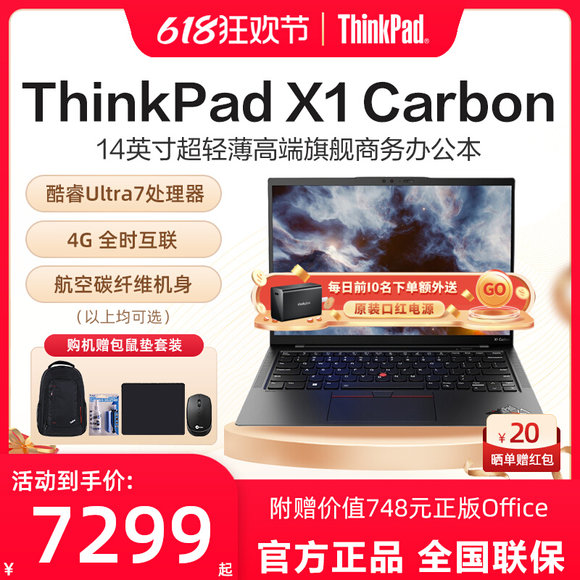 618狂欢节 ThinkPad
ThinkPad X1 Carbon
14英寸超轻薄高端旗舰商务办公本
酷睿Ultra7处理器
4G 全时互联
航空碳纤维机身
(以上均可选)
每日前10名下单额外送
原装口红电源
GO
X1 Carbon
购机赠包鼠垫套装
¥20
晒单赠红包
活动到手价:
¥7299起
附赠价值748元正版Office
官方正品 全国联保